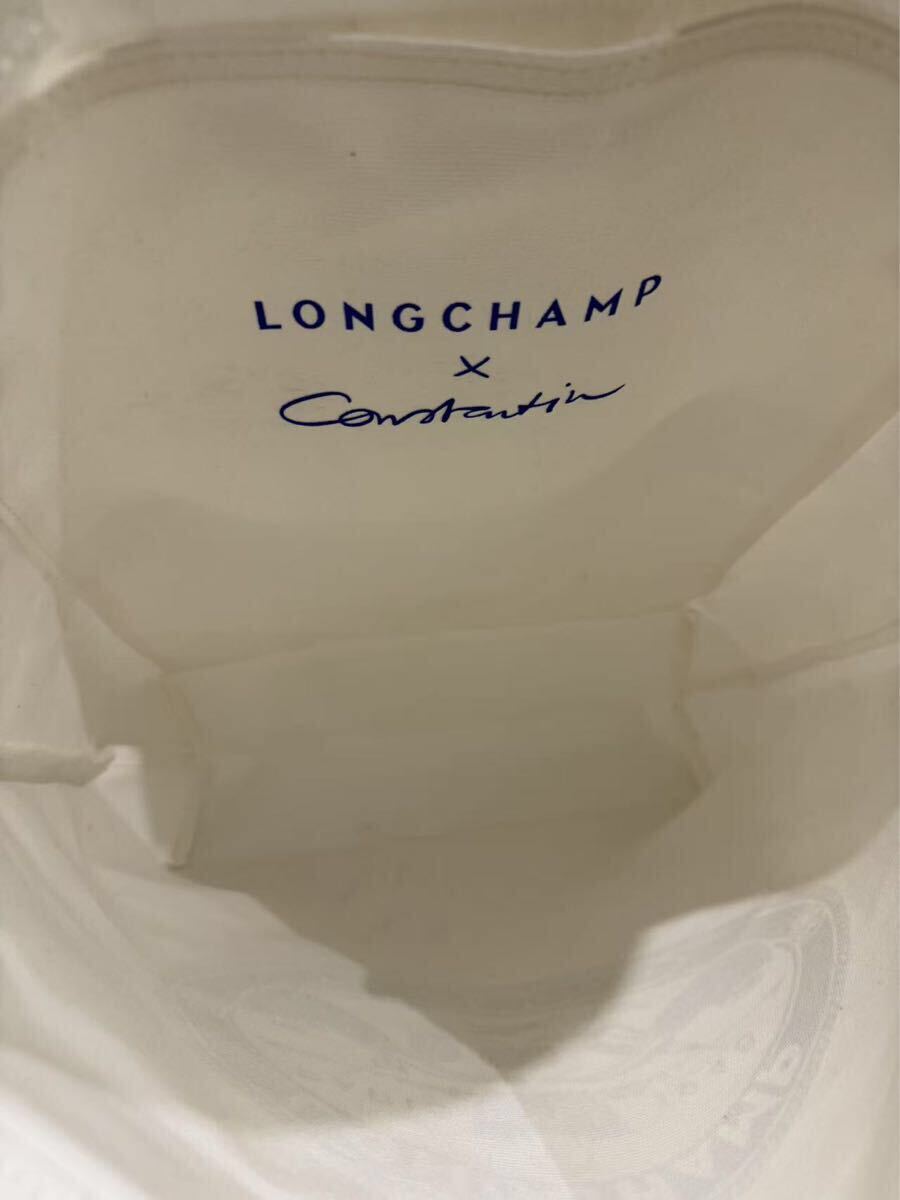 LONGCHAMP
×
Constantin